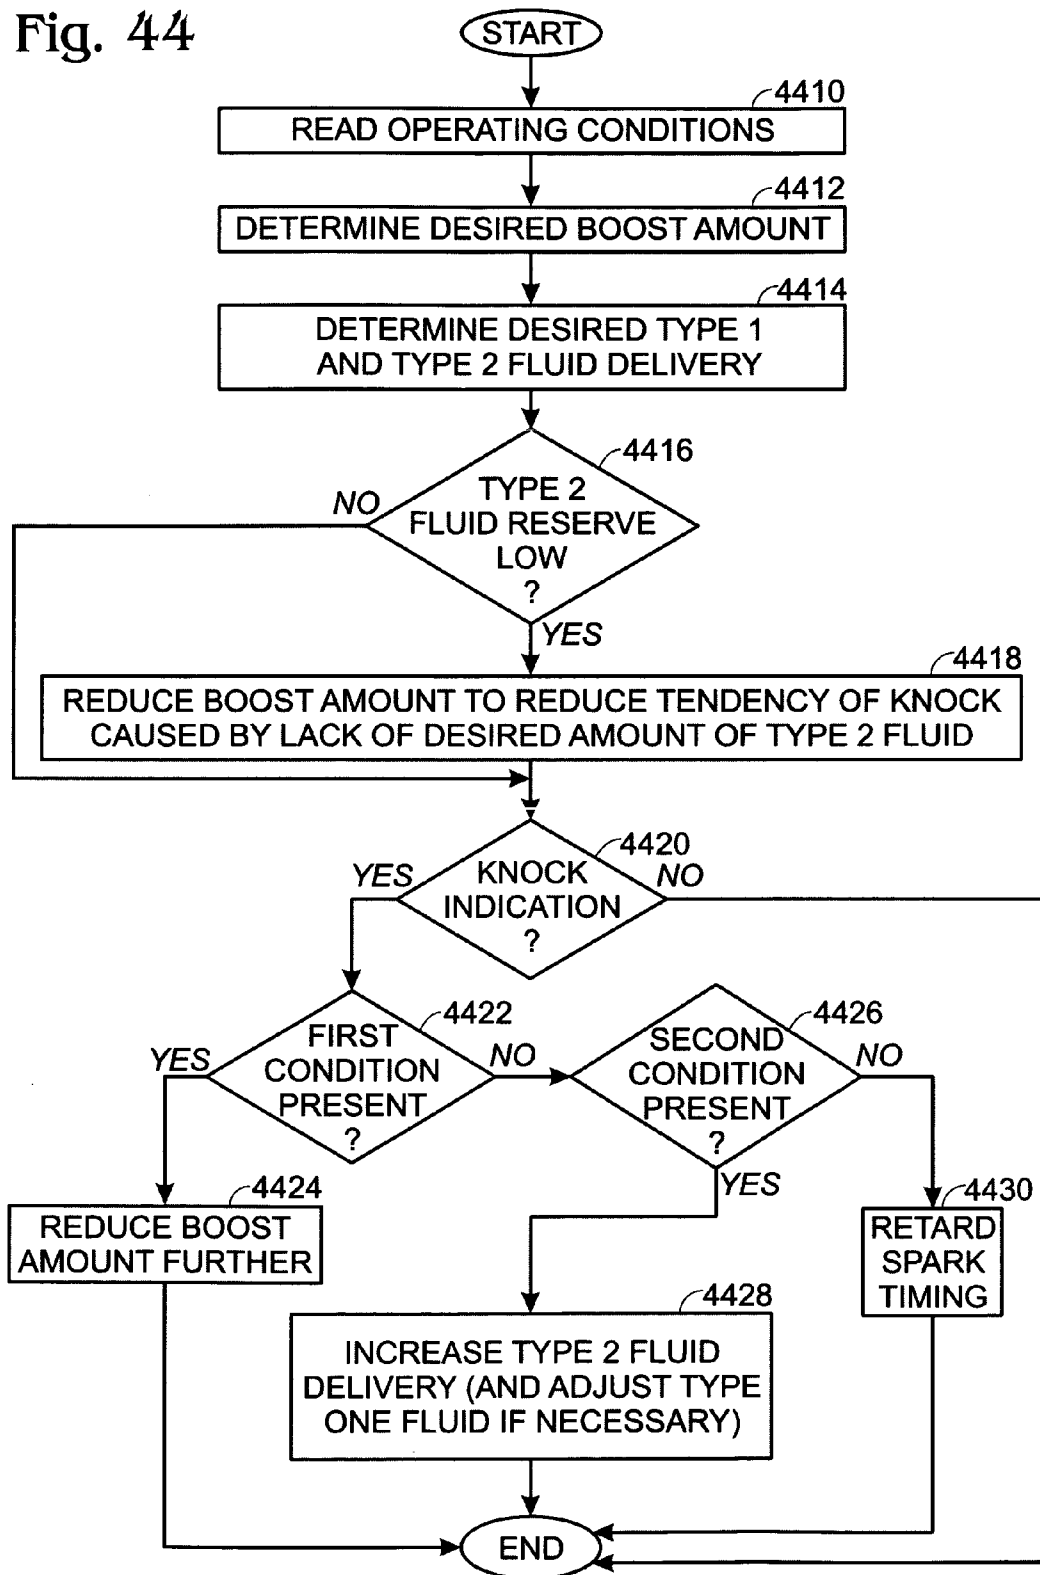 Fig. 44
START
4410
READ OPERATING CONDITIONS
4412
DETERMINE DESIRED BOOST AMOUNT
4414
DETERMINE DESIRED TYPE 1
AND TYPE 2 FLUID DELIVERY
4416
TYPE 2
FLUID RESERVE
LOW
?
NO
YES
4418
REDUCE BOOST AMOUNT TO REDUCE TENDENCY OF KNOCK
CAUSED BY LACK OF DESIRED AMOUNT OF TYPE 2 FLUID
4420
KNOCK
INDICATION
?
YES
NO
4422
FIRST
CONDITION
PRESENT
?
YES
NO
4426
SECOND
CONDITION
PRESENT
?
NO
YES
4424
REDUCE BOOST
AMOUNT FURTHER
4430
RETARD
SPARK
TIMING
4428
INCREASE TYPE 2 FLUID
DELIVERY (AND ADJUST TYPE
ONE FLUID IF NECESSARY)
END